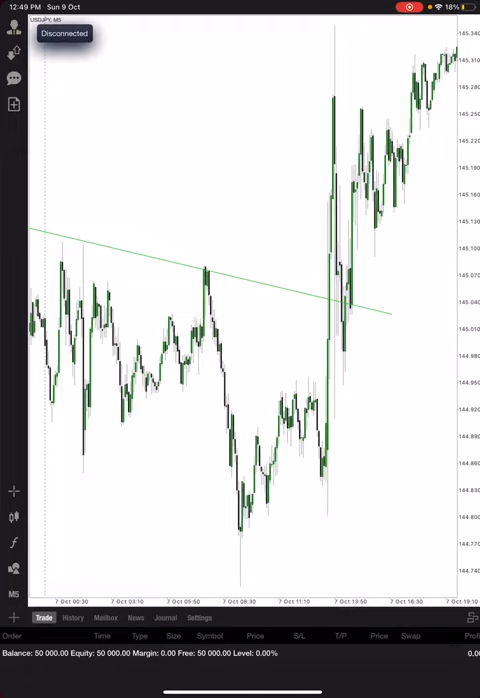 12:49 PM Sun 9 Oct 18%
USDJPY, M5
Disconnected
145.340
145.310
145.280
145.250
145.220
145.190
145.160
145.130
145.100
145.070
145.040
145.010
144.980
144.950
144.920
144.890
144.860
144.830
144.800
144.770
144.740
M5
7 Oct 00:30 7 Oct 03:10 7 Oct 05:50 7 Oct 08:30 7 Oct 11:10 7 Oct 13:50 7 Oct 16:30 7 Oct 19:10
Trade History Mailbox News Journal Settings
Order Time Type Size Symbol Price S/L T/P Price Swap Profi
Balance: 50 000.00 Equity: 50 000.00 Margin: 0.00 Free: 50 000.00 Level: 0.00% 0.00